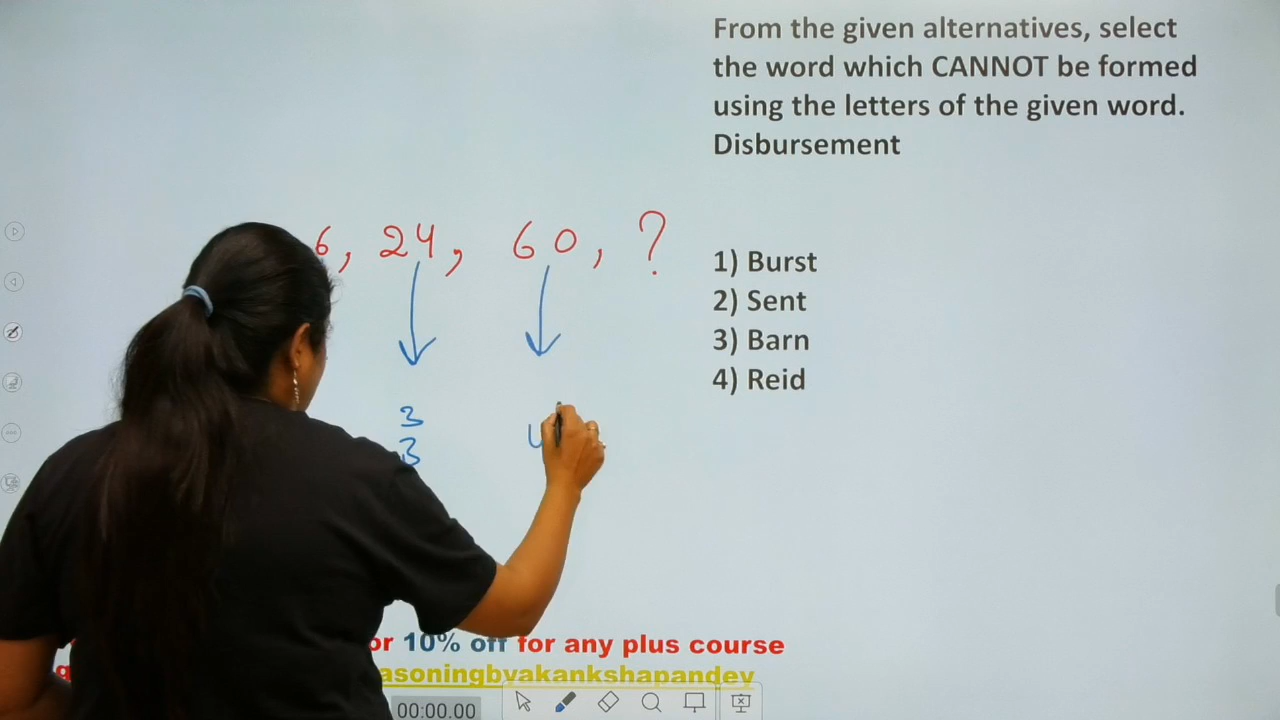 From the given alternatives, select
the word which CANNOT be formed
using the letters of the given word.
Disbursement
6, 24, 60, ?
1) Burst
2) Sent
3) Barn
4) Reid
3
3
10% off for any plus course
00:00.00